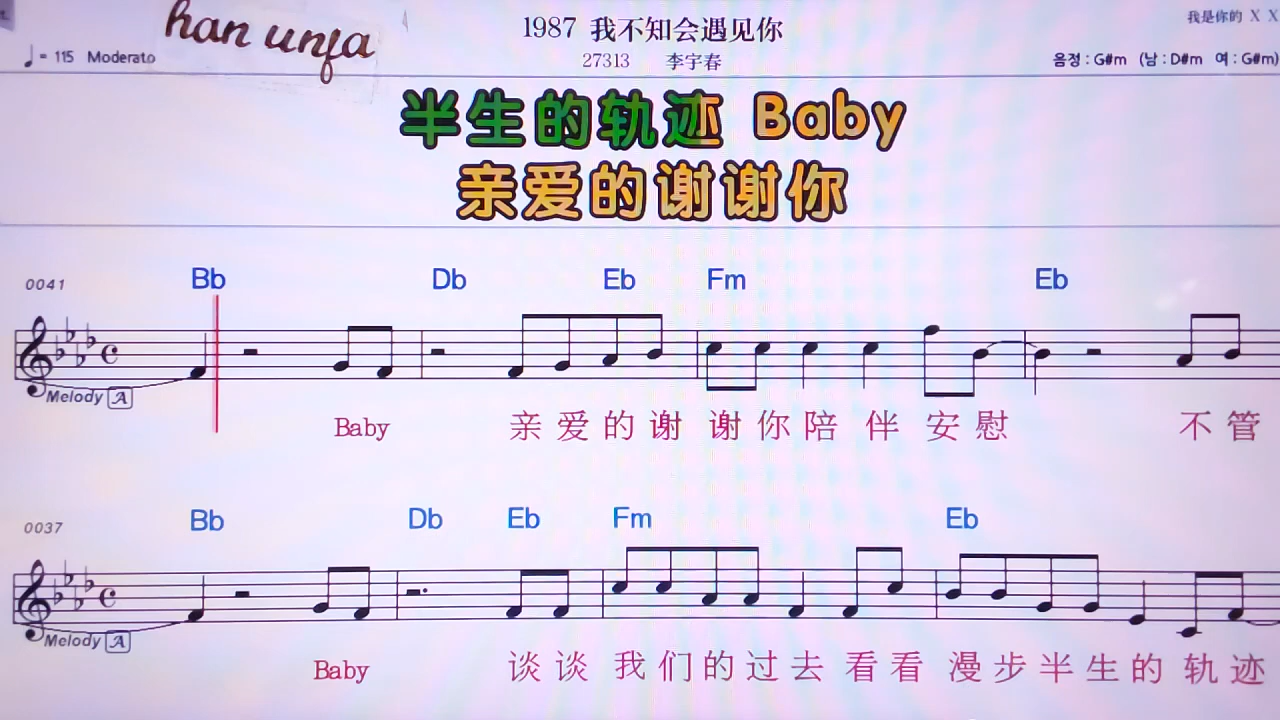 han unfa
1987 我不知会遇见你
我是你的 X X
♩= 115 Moderato
27313 李宇春
음정 : G#m (남 : D#m 여 : G#m)
半生的轨迹 Baby
亲爱的谢谢你
0041 Bb Db Eb Fm Eb
Melody A
Baby 亲爱的谢 谢你陪伴安慰 不管
0037 Bb Db Eb Fm Eb
Melody A
Baby 谈谈 我们的过去看看 漫步半生的轨迹